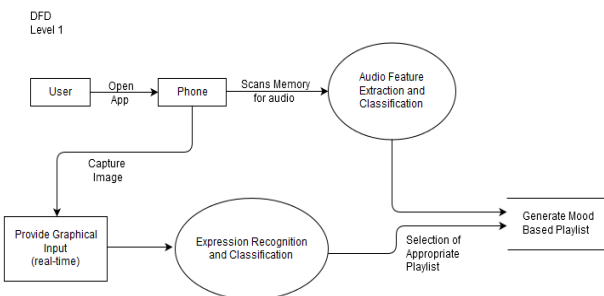 DFD
Level 1
User
Open
App
Phone
Scans Memory
for audio
Audio Feature
Extraction and
Classification
Capture
Image
Provide Graphical
Input
(real-time)
Expression Recognition
and Classification
Selection of
Appropriate
Playlist
Generate Mood
Based Playlist